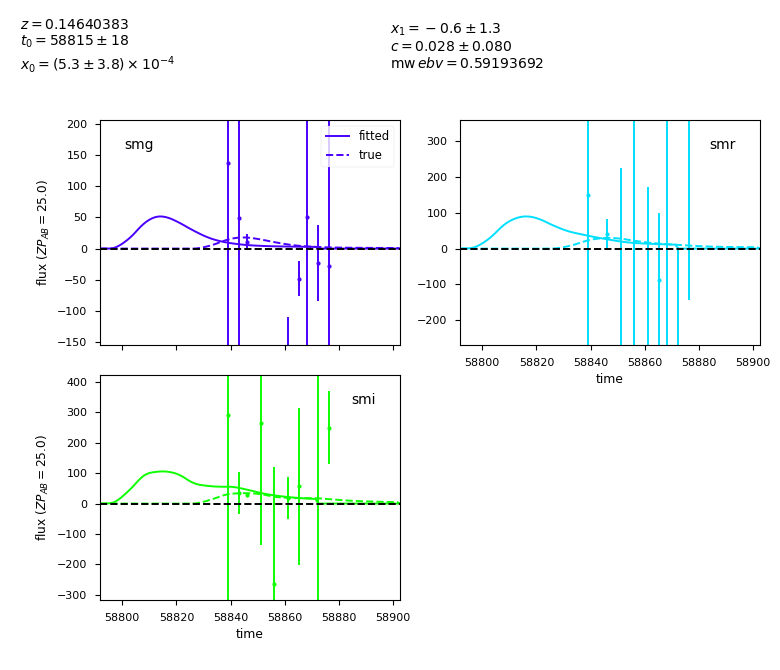 z = 0.14640383
t₀ = 58815 ± 18
x₀ = (5.3 ± 3.8) × 10⁻⁴
x₁ = −0.6 ± 1.3
c = 0.028 ± 0.080
mw ebv = 0.59193692
smg
fitted
true
200
150
100
50
0
−50
−100
−150
flux (ZP_AB = 25.0)
smr
300
200
100
0
−100
−200
58800 58820 58840 58860 58880 58900
time
smi
400
300
200
100
0
−100
−200
−300
flux (ZP_AB = 25.0)
58800 58820 58840 58860 58880 58900
time